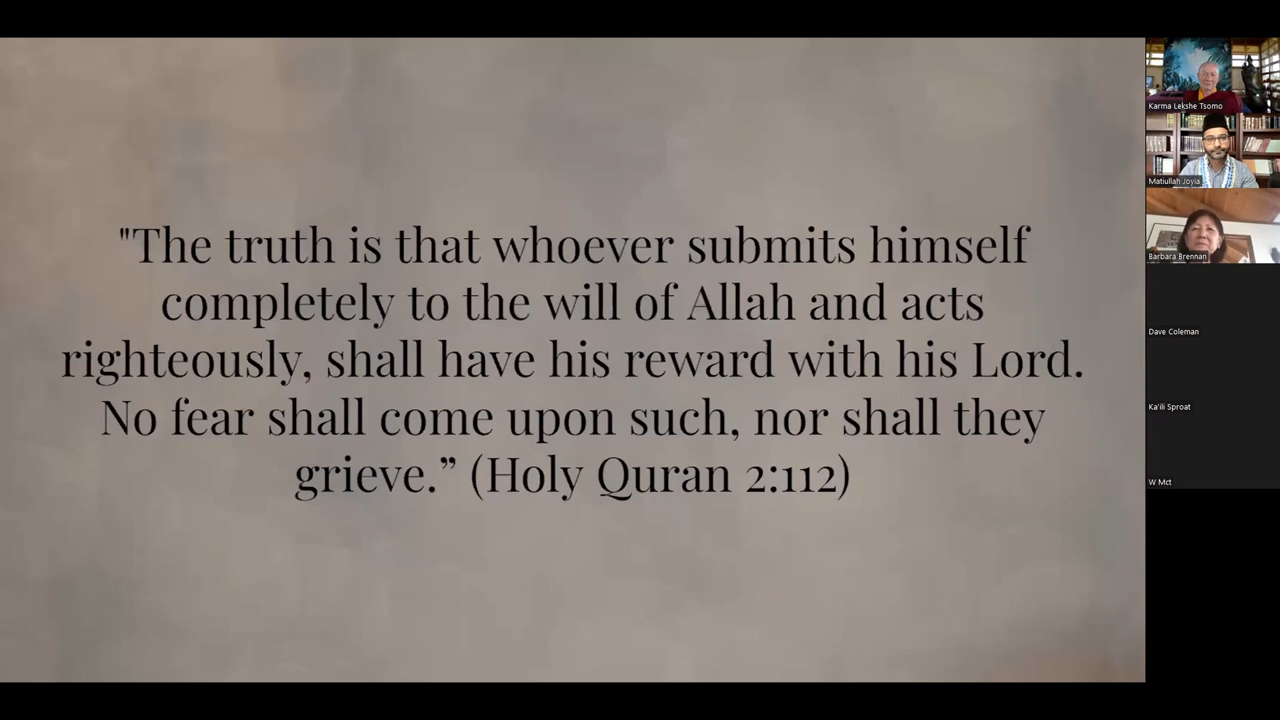 "The truth is that whoever submits himself
completely to the will of Allah and acts
righteously, shall have his reward with his Lord.
No fear shall come upon such, nor shall they
grieve.” (Holy Quran 2:112)
Karma Lekshe Tsomo
Matiullah Joyia
Barbara Brennan
Dave Coleman
Ka'ili Sproat
W Mct